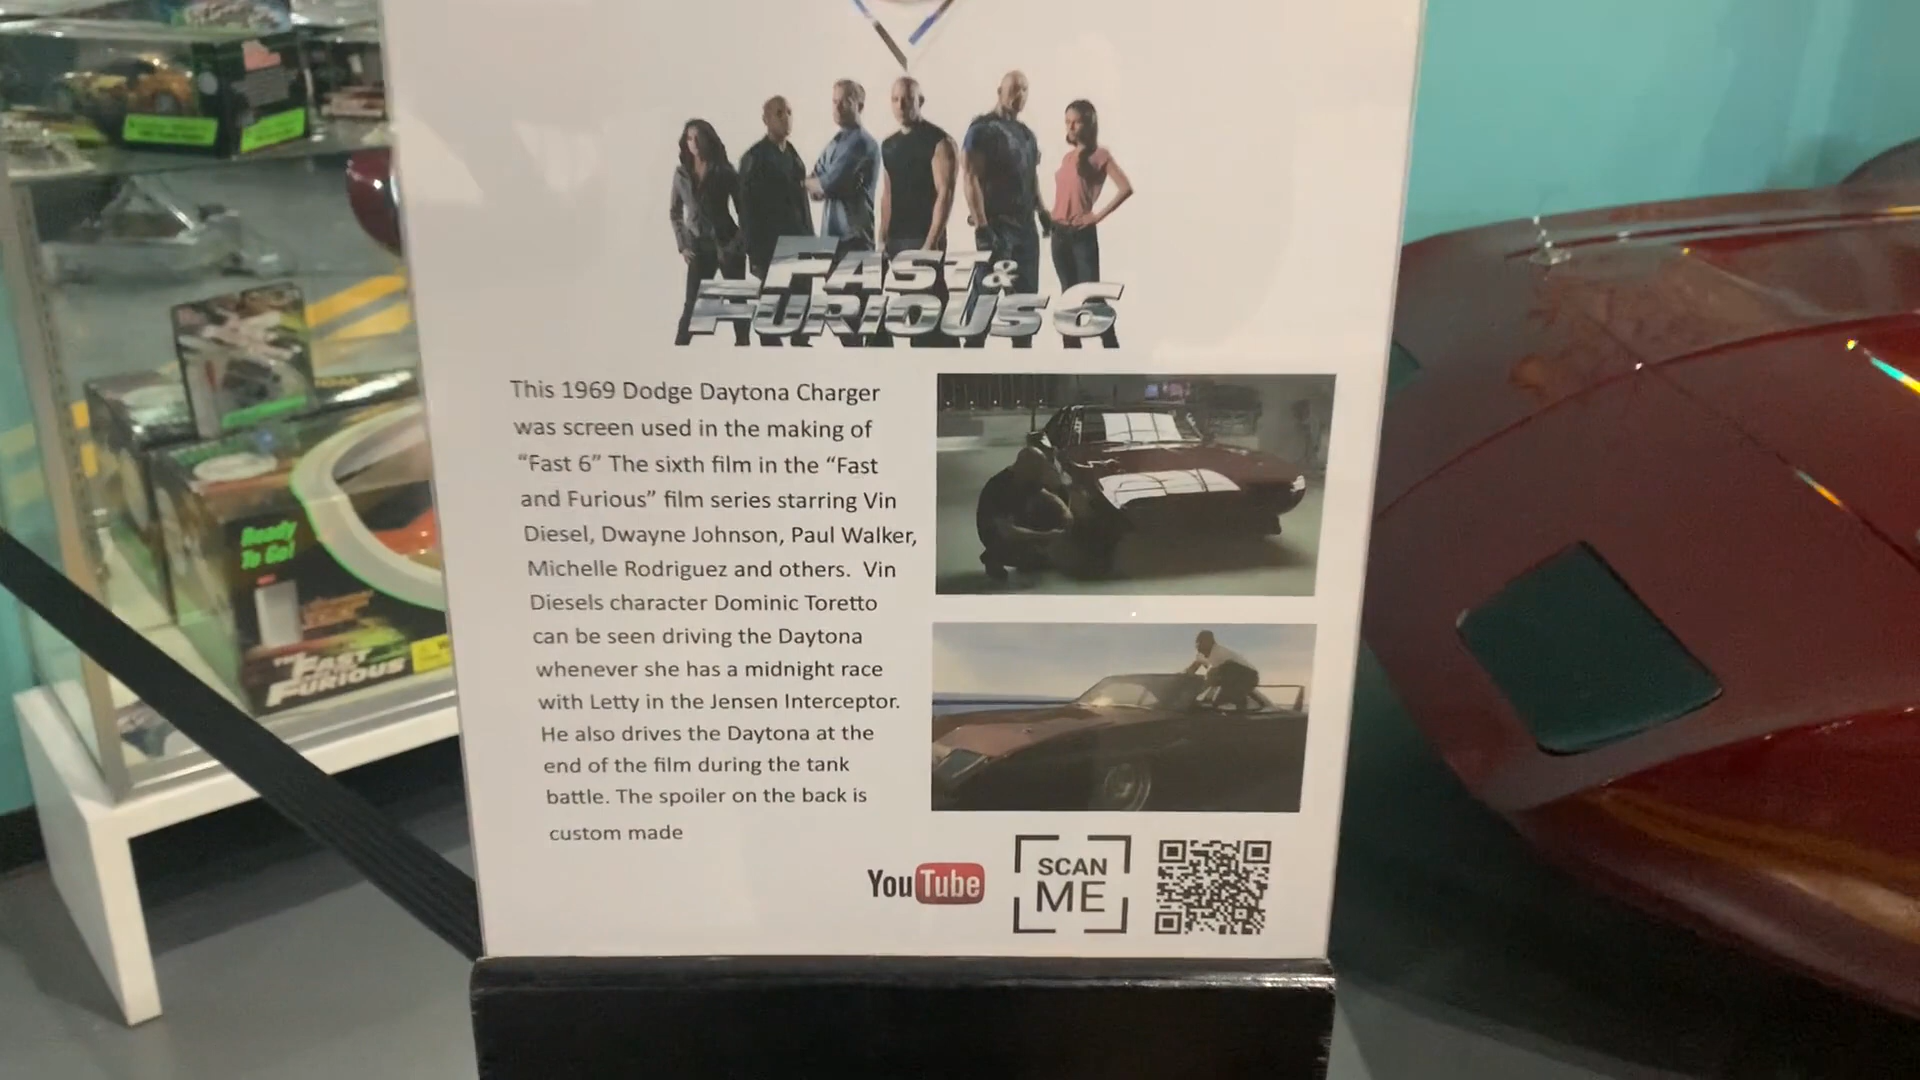 FAST &
FURIOUS 6
This 1969 Dodge Daytona Charger
was screen used in the making of
“Fast 6” The sixth film in the “Fast
and Furious” film series starring Vin
Diesel, Dwayne Johnson, Paul Walker,
Michelle Rodriguez and others. Vin
Diesels character Dominic Toretto
can be seen driving the Daytona
whenever she has a midnight race
with Letty in the Jensen Interceptor.
He also drives the Daytona at the
end of the film during the tank
battle. The spoiler on the back is
custom made
YouTube
SCAN
ME
Ready
To Go!
THE FAST
FURIOUS